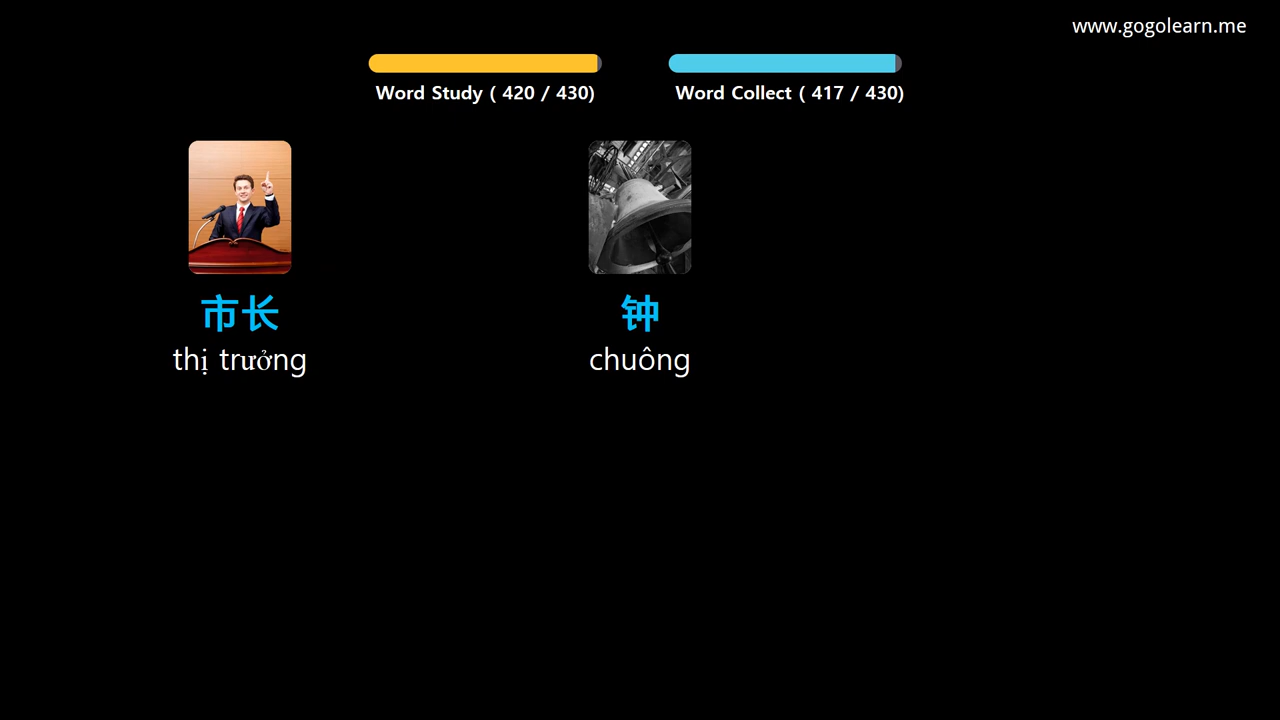 www.gogolearn.me
Word Study ( 420 / 430)
Word Collect ( 417 / 430)
市长
thị trưởng
钟
chuông